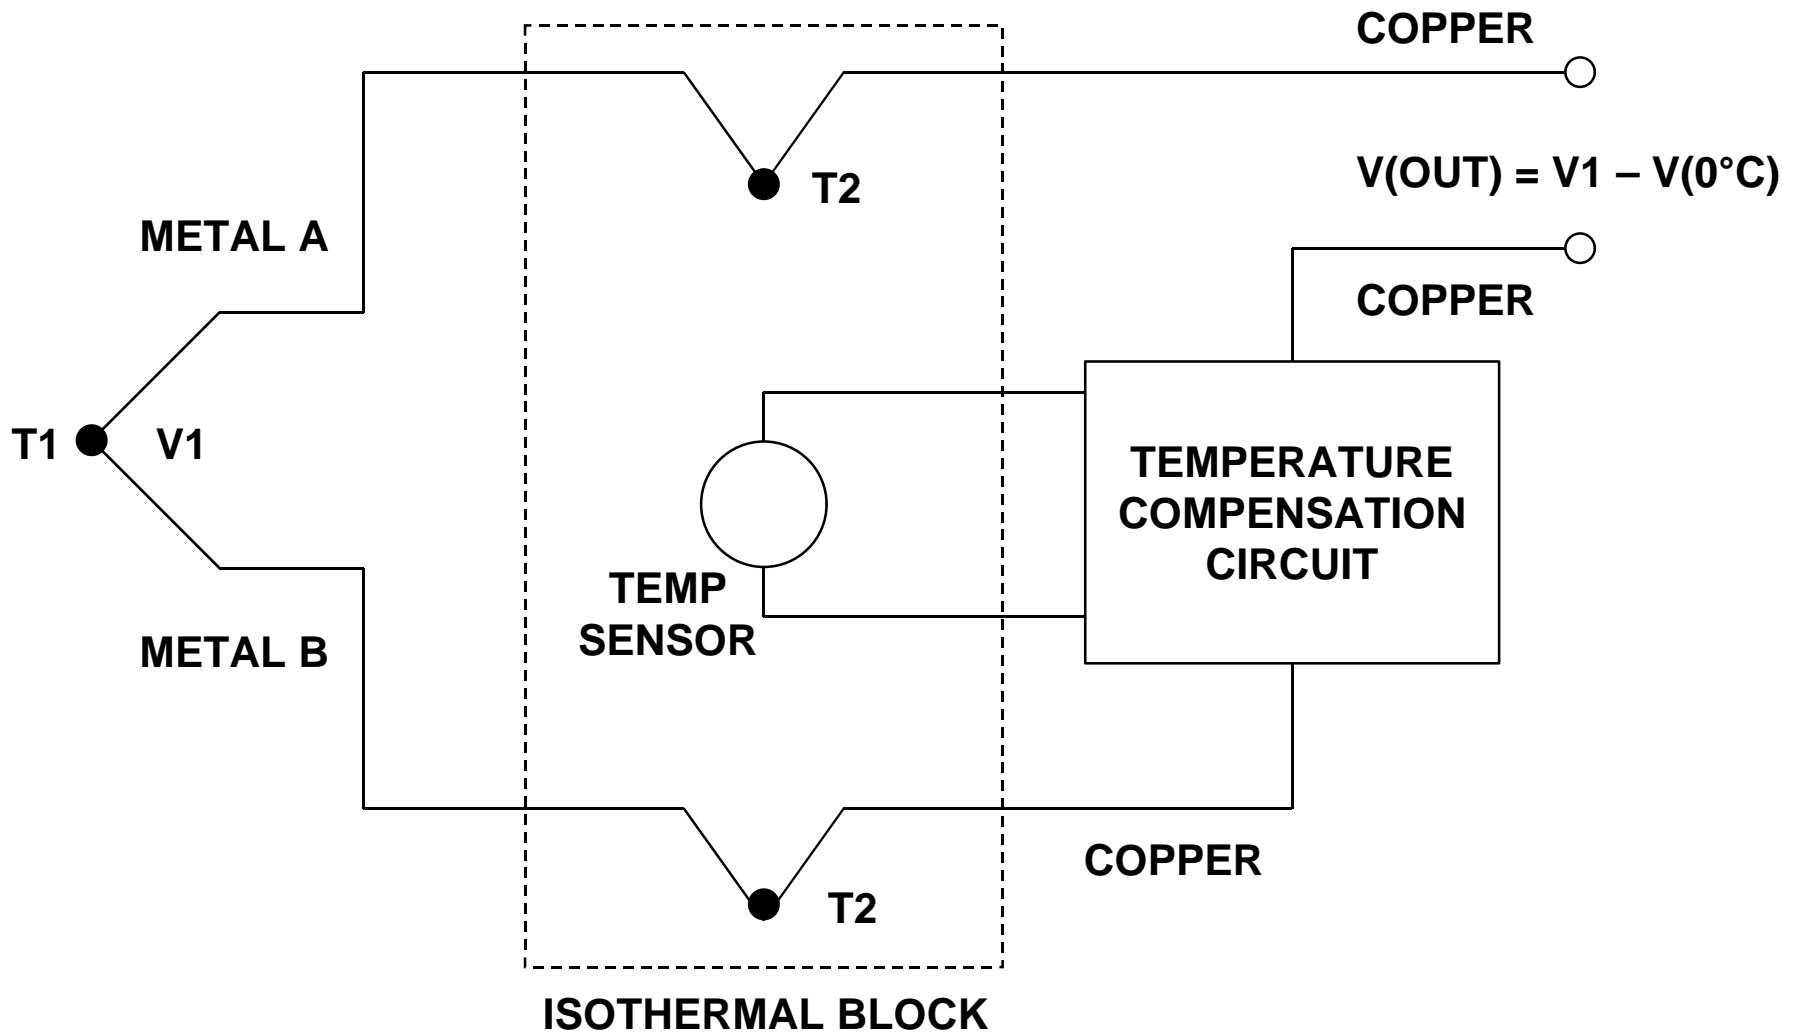 COPPER
T2
V(OUT) = V1 – V(0°C)
METAL A
COPPER
T1
V1
TEMPERATURE
COMPENSATION
CIRCUIT
TEMP
SENSOR
METAL B
COPPER
T2
ISOTHERMAL BLOCK